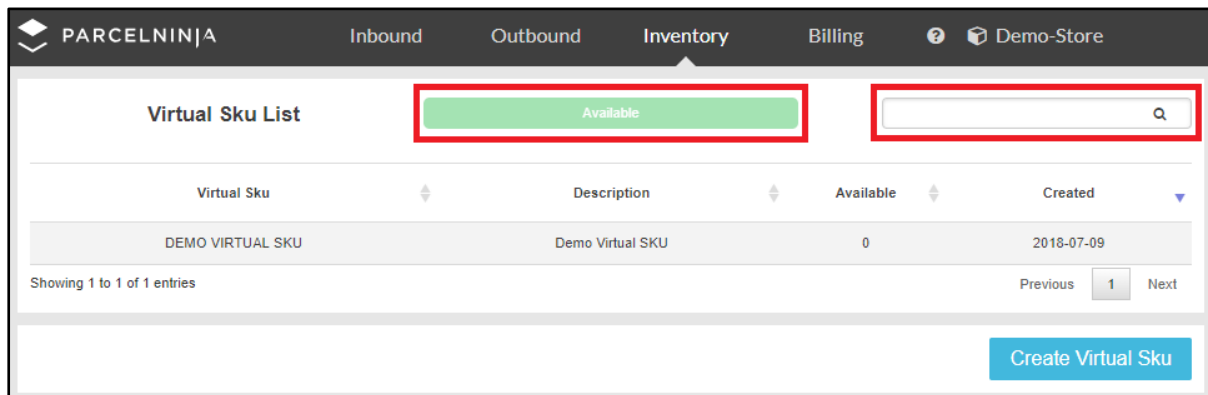 PARCELNINJA Inbound Outbound Inventory Billing ? Demo-Store
Virtual Sku List Available
Virtual Sku Description Available Created
DEMO VIRTUAL SKU Demo Virtual SKU 0 2018-07-09
Showing 1 to 1 of 1 entries Previous 1 Next
Create Virtual Sku